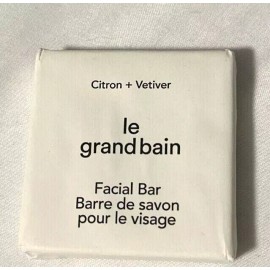 Citron + Vetiver
le
grand bain
Facial Bar
Barre de savon
pour le visage